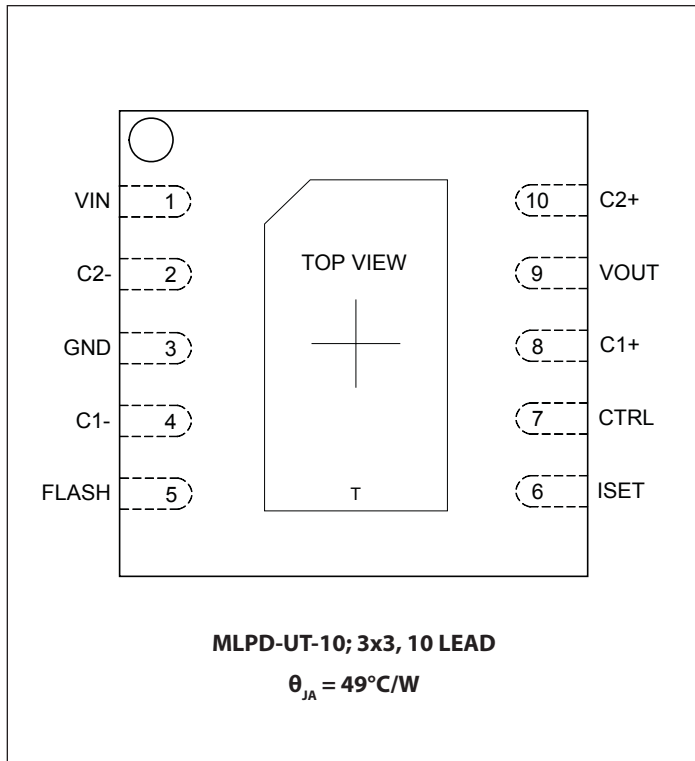 VIN 1 10 C2+
C2- 2 TOP VIEW 9 VOUT
GND 3 8 C1+
C1- 4 7 CTRL
FLASH 5 T 6 ISET
MLPD-UT-10; 3x3, 10 LEAD
θJA = 49°C/W